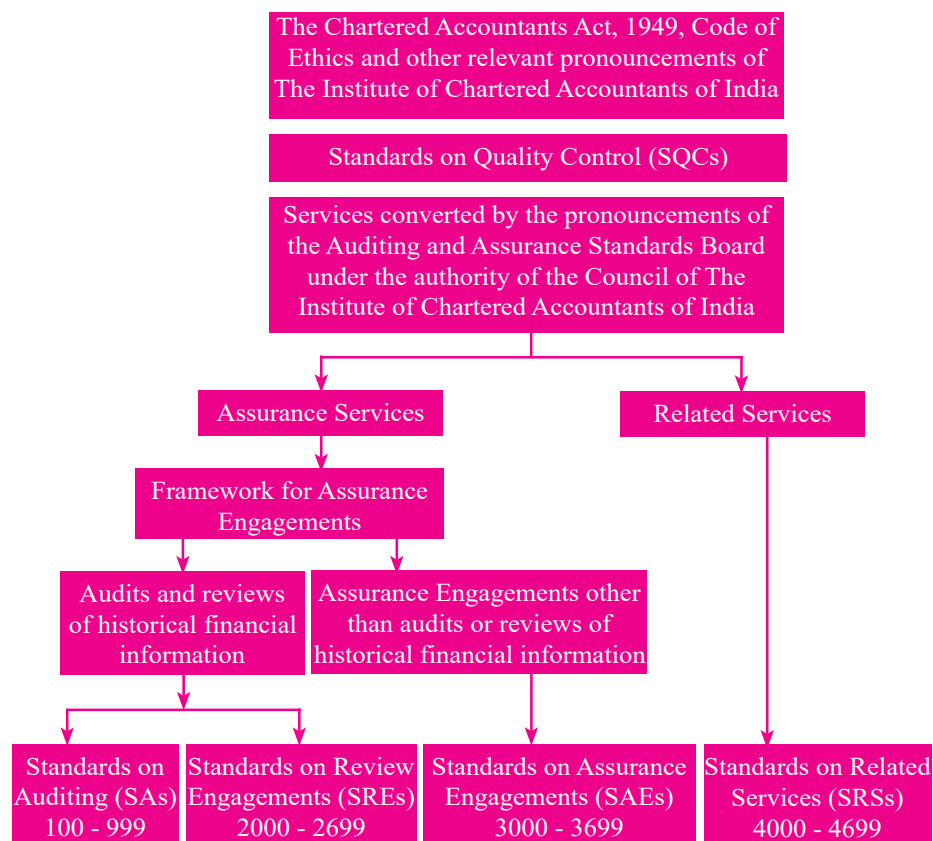 The Chartered Accountants Act, 1949, Code of
Ethics and other relevant pronouncements of
The Institute of Chartered Accountants of India
Standards on Quality Control (SQCs)
Services converted by the pronouncements of
the Auditing and Assurance Standards Board
under the authority of the Council of The
Institute of Chartered Accountants of India
Assurance Services
Related Services
Framework for Assurance
Engagements
Audits and reviews
of historical financial
information
Assurance Engagements other
than audits or reviews of
historical financial information
Standards on
Auditing (SAs)
100 - 999
Standards on Review
Engagements (SREs)
2000 - 2699
Standards on Assurance
Engagements (SAEs)
3000 - 3699
Standards on Related
Services (SRSs)
4000 - 4699